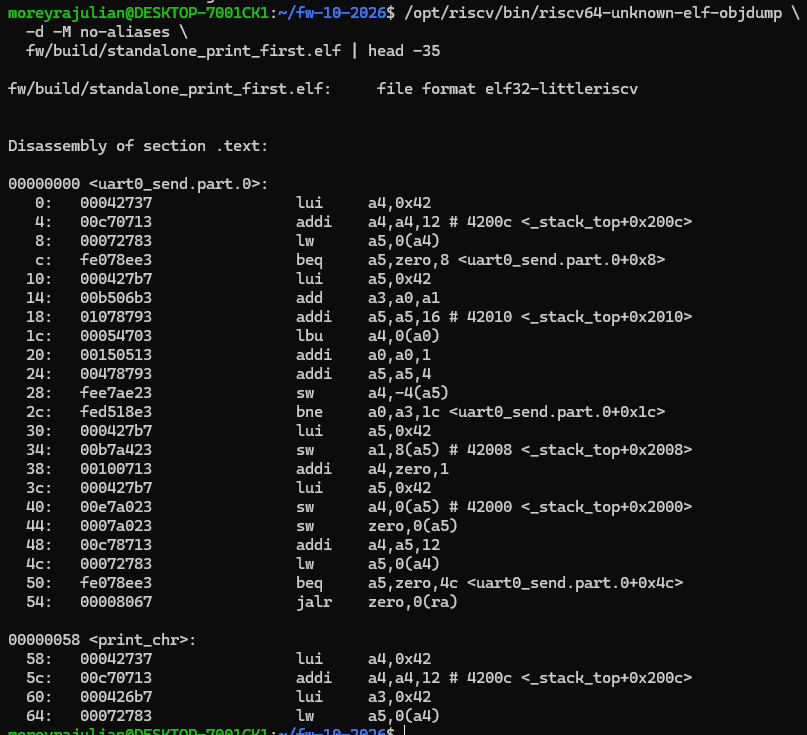 moreyrajulian@DESKTOP-7001CK1:~/fw-10-2026$ /opt/riscv/bin/riscv64-unknown-elf-objdump \
  -d -M no-aliases \
  fw/build/standalone_print_first.elf | head -35

fw/build/standalone_print_first.elf:     file format elf32-littleriscv


Disassembly of section .text:

00000000 <uart0_send.part.0>:
   0:   00042737                lui     a4,0x42
   4:   00c70713                addi    a4,a4,12 # 4200c <_stack_top+0x200c>
   8:   00072783                lw      a5,0(a4)
   c:   fe078ee3                beq     a5,zero,8 <uart0_send.part.0+0x8>
  10:   000427b7                lui     a5,0x42
  14:   00b506b3                add     a3,a0,a1
  18:   01078793                addi    a5,a5,16 # 42010 <_stack_top+0x2010>
  1c:   00054703                lbu     a4,0(a0)
  20:   00150513                addi    a0,a0,1
  24:   00478793                addi    a5,a5,4
  28:   fee7ae23                sw      a4,-4(a5)
  2c:   fed518e3                bne     a0,a3,1c <uart0_send.part.0+0x1c>
  30:   000427b7                lui     a5,0x42
  34:   00b7a423                sw      a1,8(a5) # 42008 <_stack_top+0x2008>
  38:   00100713                addi    a4,zero,1
  3c:   000427b7                lui     a5,0x42
  40:   00e7a023                sw      a4,0(a5) # 42000 <_stack_top+0x2000>
  44:   0007a023                sw      zero,0(a5)
  48:   00c78713                addi    a4,a5,12
  4c:   00072783                lw      a5,0(a4)
  50:   fe078ee3                beq     a5,zero,4c <uart0_send.part.0+0x4c>
  54:   00008067                jalr    zero,0(ra)

00000058 <print_chr>:
  58:   00042737                lui     a4,0x42
  5c:   00c70713                addi    a4,a4,12 # 4200c <_stack_top+0x200c>
  60:   000426b7                lui     a3,0x42
  64:   00072783                lw      a5,0(a4)
moreyrajulian@DESKTOP-7001CK1:~/fw-10-2026$